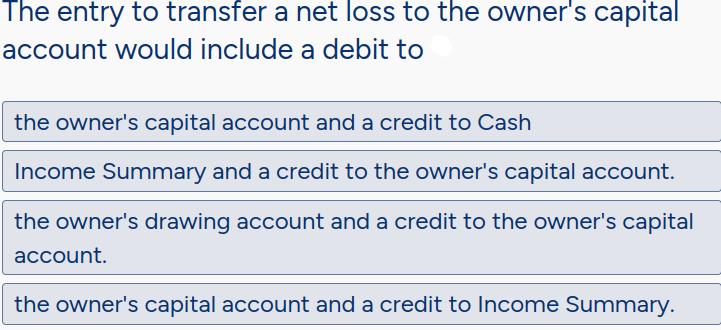 The entry to transfer a net loss to the owner's capital
account would include a debit to
the owner's capital account and a credit to Cash
Income Summary and a credit to the owner's capital account.
the owner's drawing account and a credit to the owner's capital
account.
the owner's capital account and a credit to Income Summary.